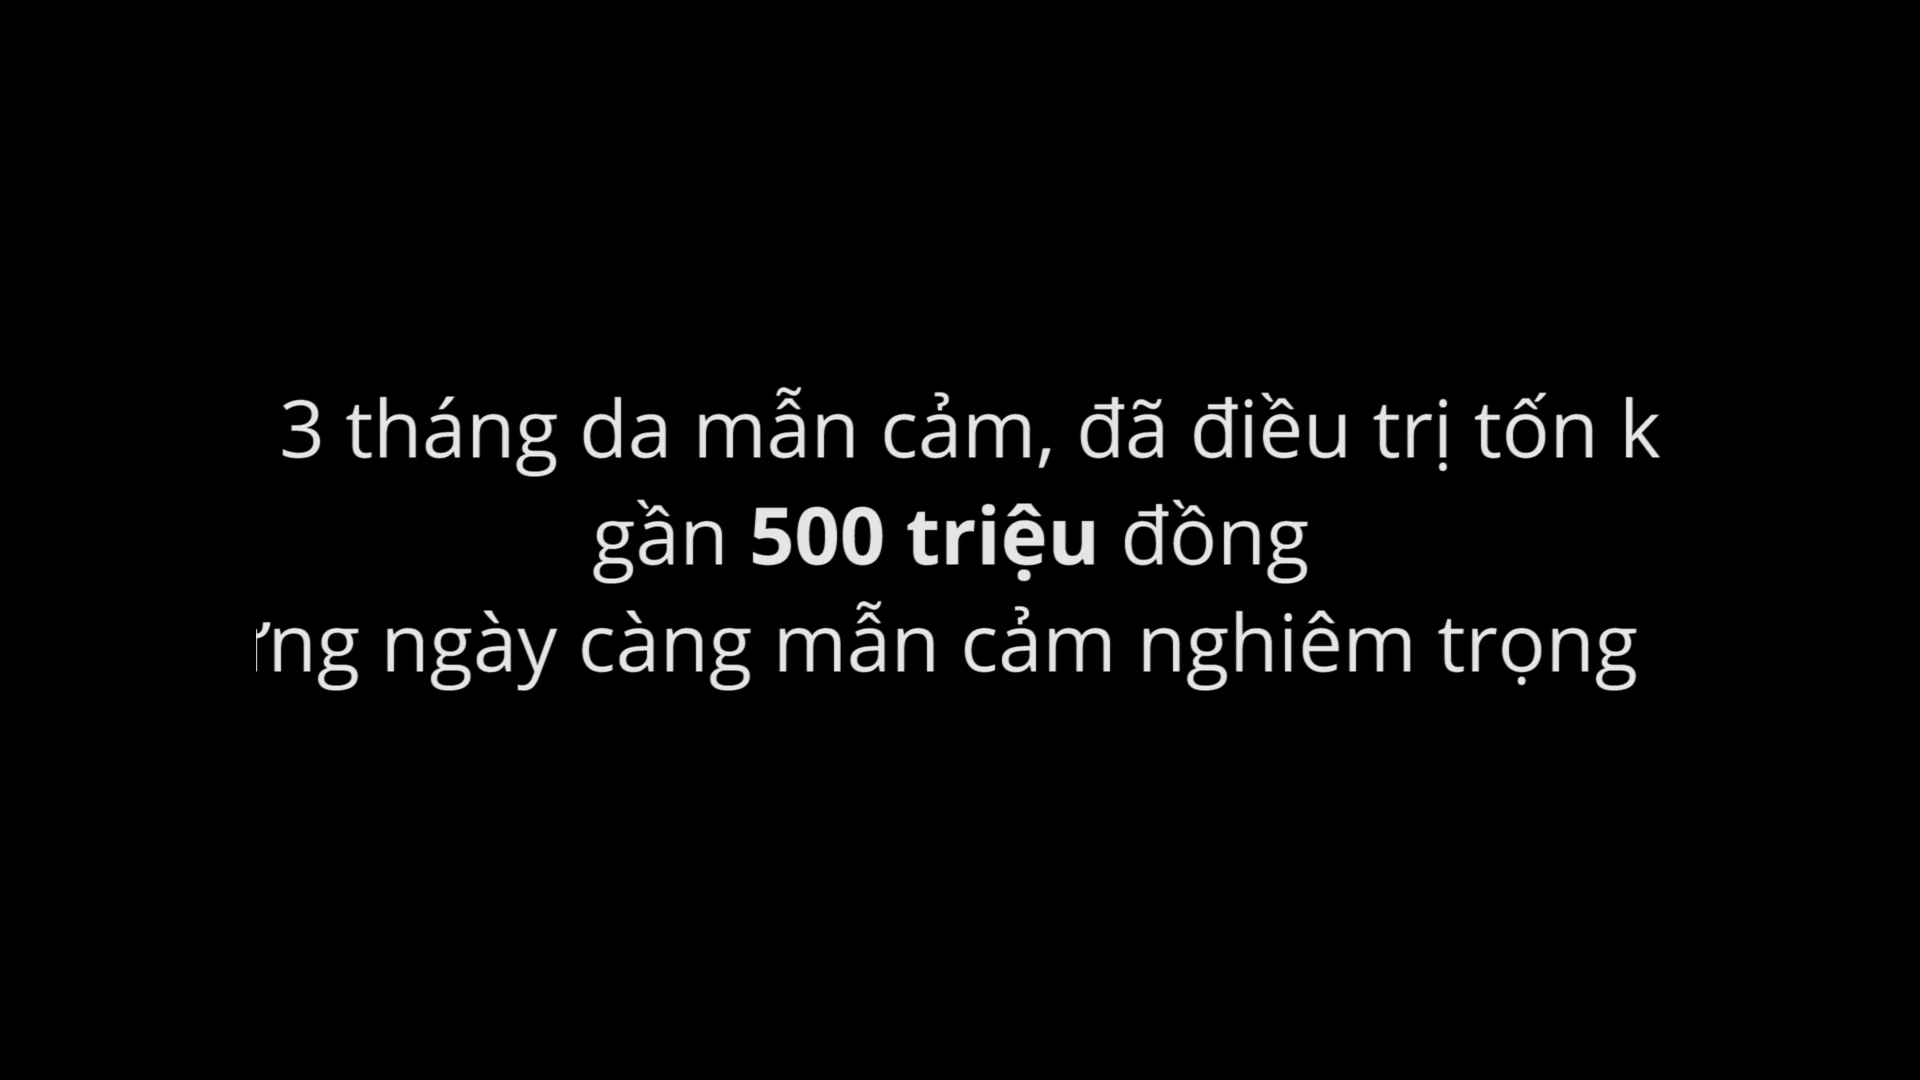 3 tháng da mẫn cảm, đã điều trị tốn k
gần 500 triệu đồng
ưng ngày càng mẫn cảm nghiêm trọng